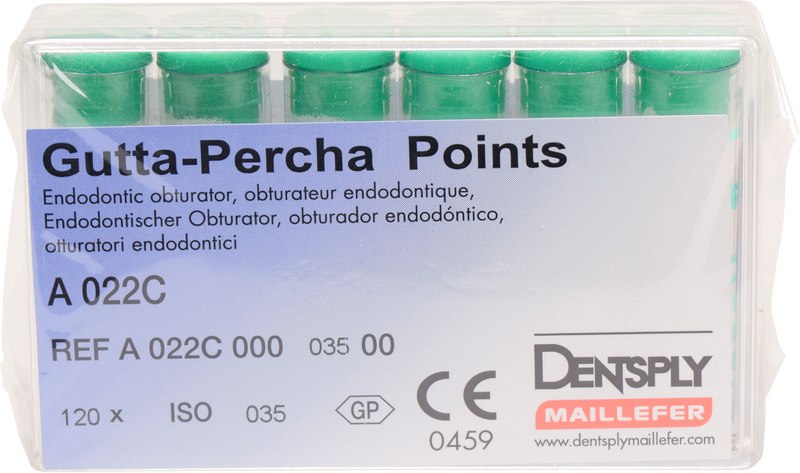 Gutta-Percha Points
Endodontic obturator, obturateur endodontique,
Endodontischer Obturator, obturador endodóntico,
otturatori endodontici
A 022C
REF A 022C 000 035 00
120 x ISO 035 GP
CE
0459
DENTSPLY
MAILLEFER
www.dentsplymaillefer.com